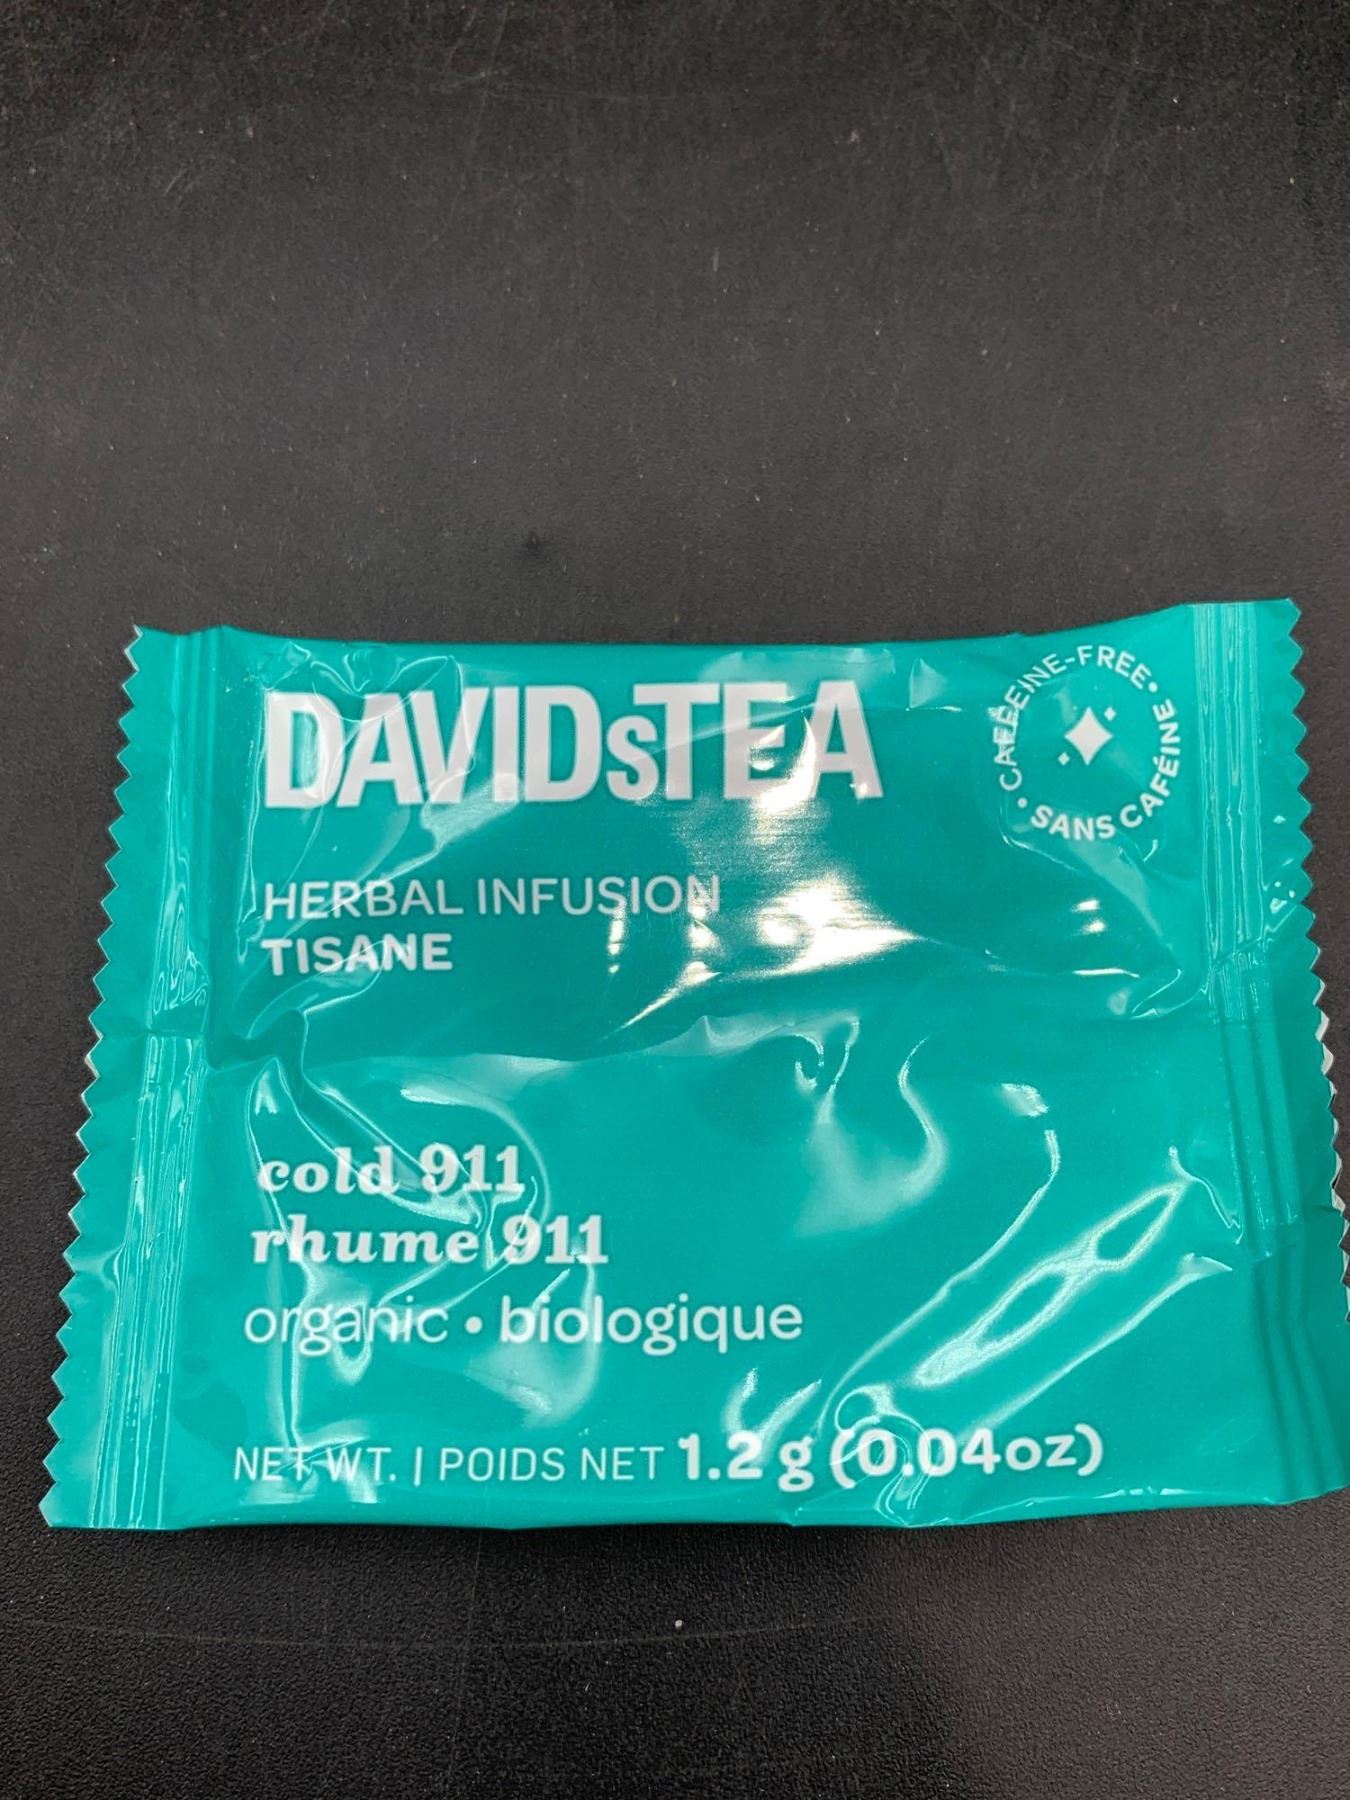 DAVIDsTEA
• CAFFEINE-FREE • SANS CAFÉINE
HERBAL INFUSION
TISANE
cold 911
rhume 911
organic • biologique
NET WT. | POIDS NET 1.2 g (0.04oz)